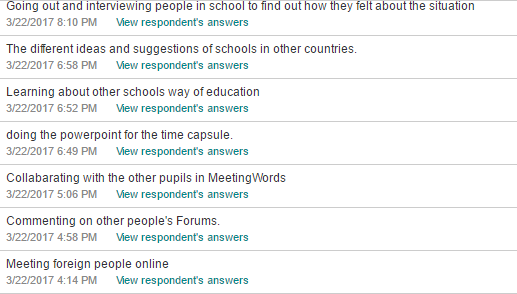 Going out and interviewing people in school to find out how they felt about the situation
3/22/2017 8:10 PM View respondent's answers
The different ideas and suggestions of schools in other countries.
3/22/2017 6:58 PM View respondent's answers
Learning about other schools way of education
3/22/2017 6:52 PM View respondent's answers
doing the powerpoint for the time capsule.
3/22/2017 6:49 PM View respondent's answers
Collabarating with the other pupils in MeetingWords
3/22/2017 5:06 PM View respondent's answers
Commenting on other people's Forums.
3/22/2017 4:58 PM View respondent's answers
Meeting foreign people online
3/22/2017 4:14 PM View respondent's answers